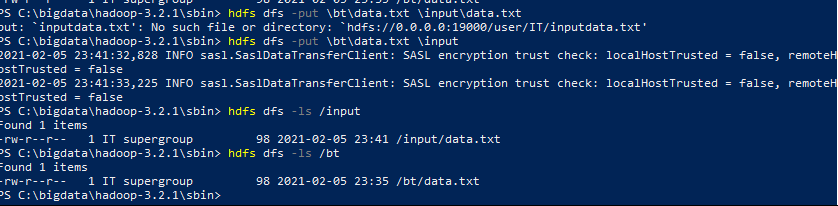 PS C:\bigdata\hadoop-3.2.1\sbin> hdfs dfs -put \bt\data.txt \input\data.txt
put: `inputdata.txt': No such file or directory: `hdfs://0.0.0.0:19000/user/IT/inputdata.txt'
PS C:\bigdata\hadoop-3.2.1\sbin> hdfs dfs -put \bt\data.txt \input
2021-02-05 23:41:32,828 INFO sasl.SaslDataTransferClient: SASL encryption trust check: localHostTrusted = false, remoteH
ostTrusted = false
2021-02-05 23:41:33,225 INFO sasl.SaslDataTransferClient: SASL encryption trust check: localHostTrusted = false, remoteH
ostTrusted = false
PS C:\bigdata\hadoop-3.2.1\sbin> hdfs dfs -ls /input
Found 1 items
-rw-r--r--   1 IT supergroup         98 2021-02-05 23:41 /input/data.txt
PS C:\bigdata\hadoop-3.2.1\sbin> hdfs dfs -ls /bt
Found 1 items
-rw-r--r--   1 IT supergroup         98 2021-02-05 23:35 /bt/data.txt
PS C:\bigdata\hadoop-3.2.1\sbin>